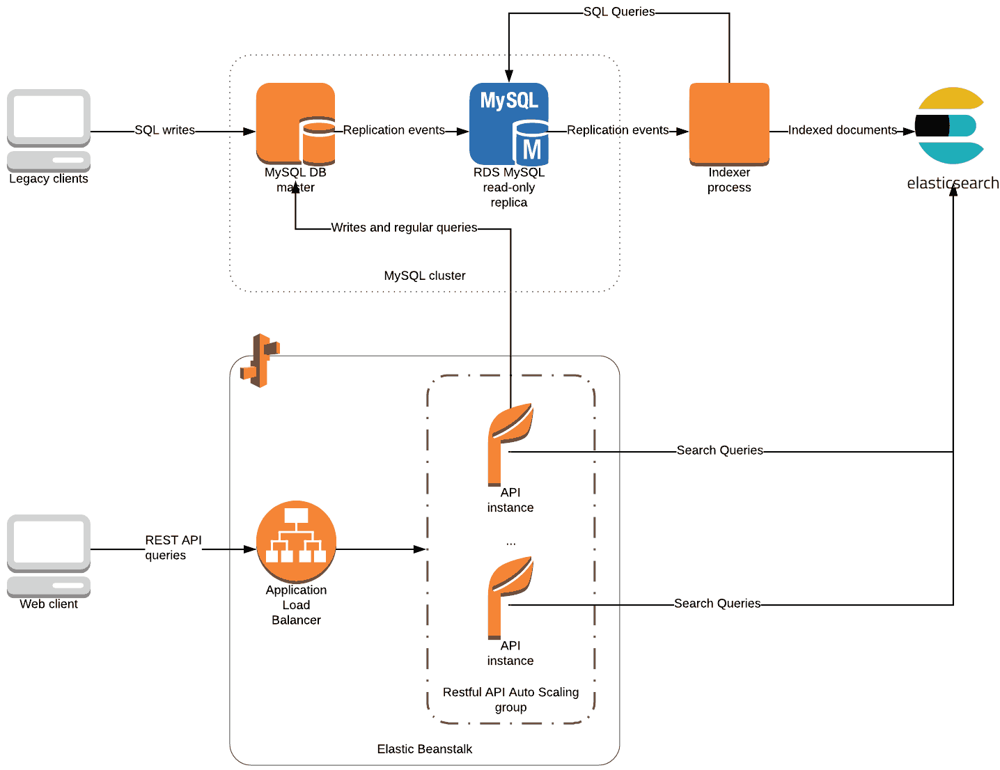 SQL Queries
MySQL
M
SQL writes
Replication events
Replication events
Indexed documents
Legacy clients
MySQL DB
master
RDS MySQL
read-only
replica
Indexer
process
elasticsearch
Writes and regular queries
MySQL cluster
Search Queries
API
instance
...
REST API
queries
Web client
Application
Load
Balancer
Search Queries
API
instance
Restful API Auto Scaling
group
Elastic Beanstalk